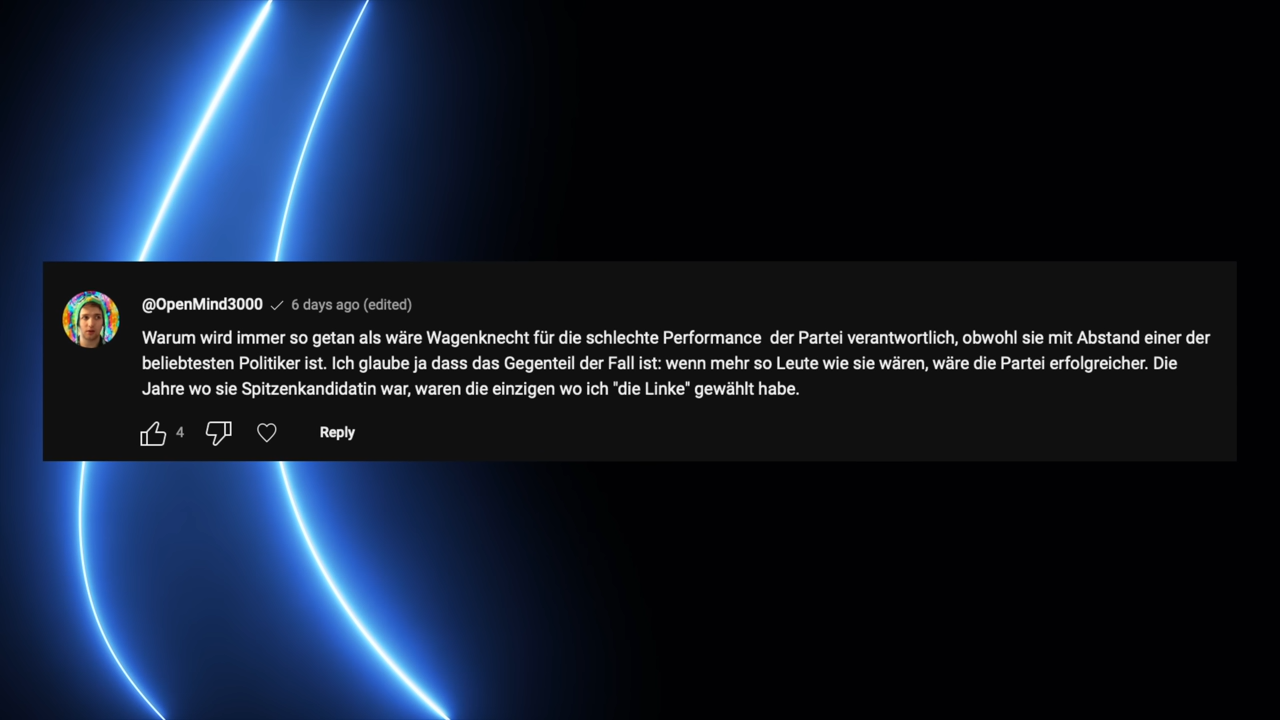 @OpenMind3000 ✓ 6 days ago (edited)
Warum wird immer so getan als wäre Wagenknecht für die schlechte Performance  der Partei verantwortlich, obwohl sie mit Abstand einer der
beliebtesten Politiker ist. Ich glaube ja dass das Gegenteil der Fall ist: wenn mehr so Leute wie sie wären, wäre die Partei erfolgreicher. Die
Jahre wo sie Spitzenkandidatin war, waren die einzigen wo ich "die Linke" gewählt habe.
4 Reply